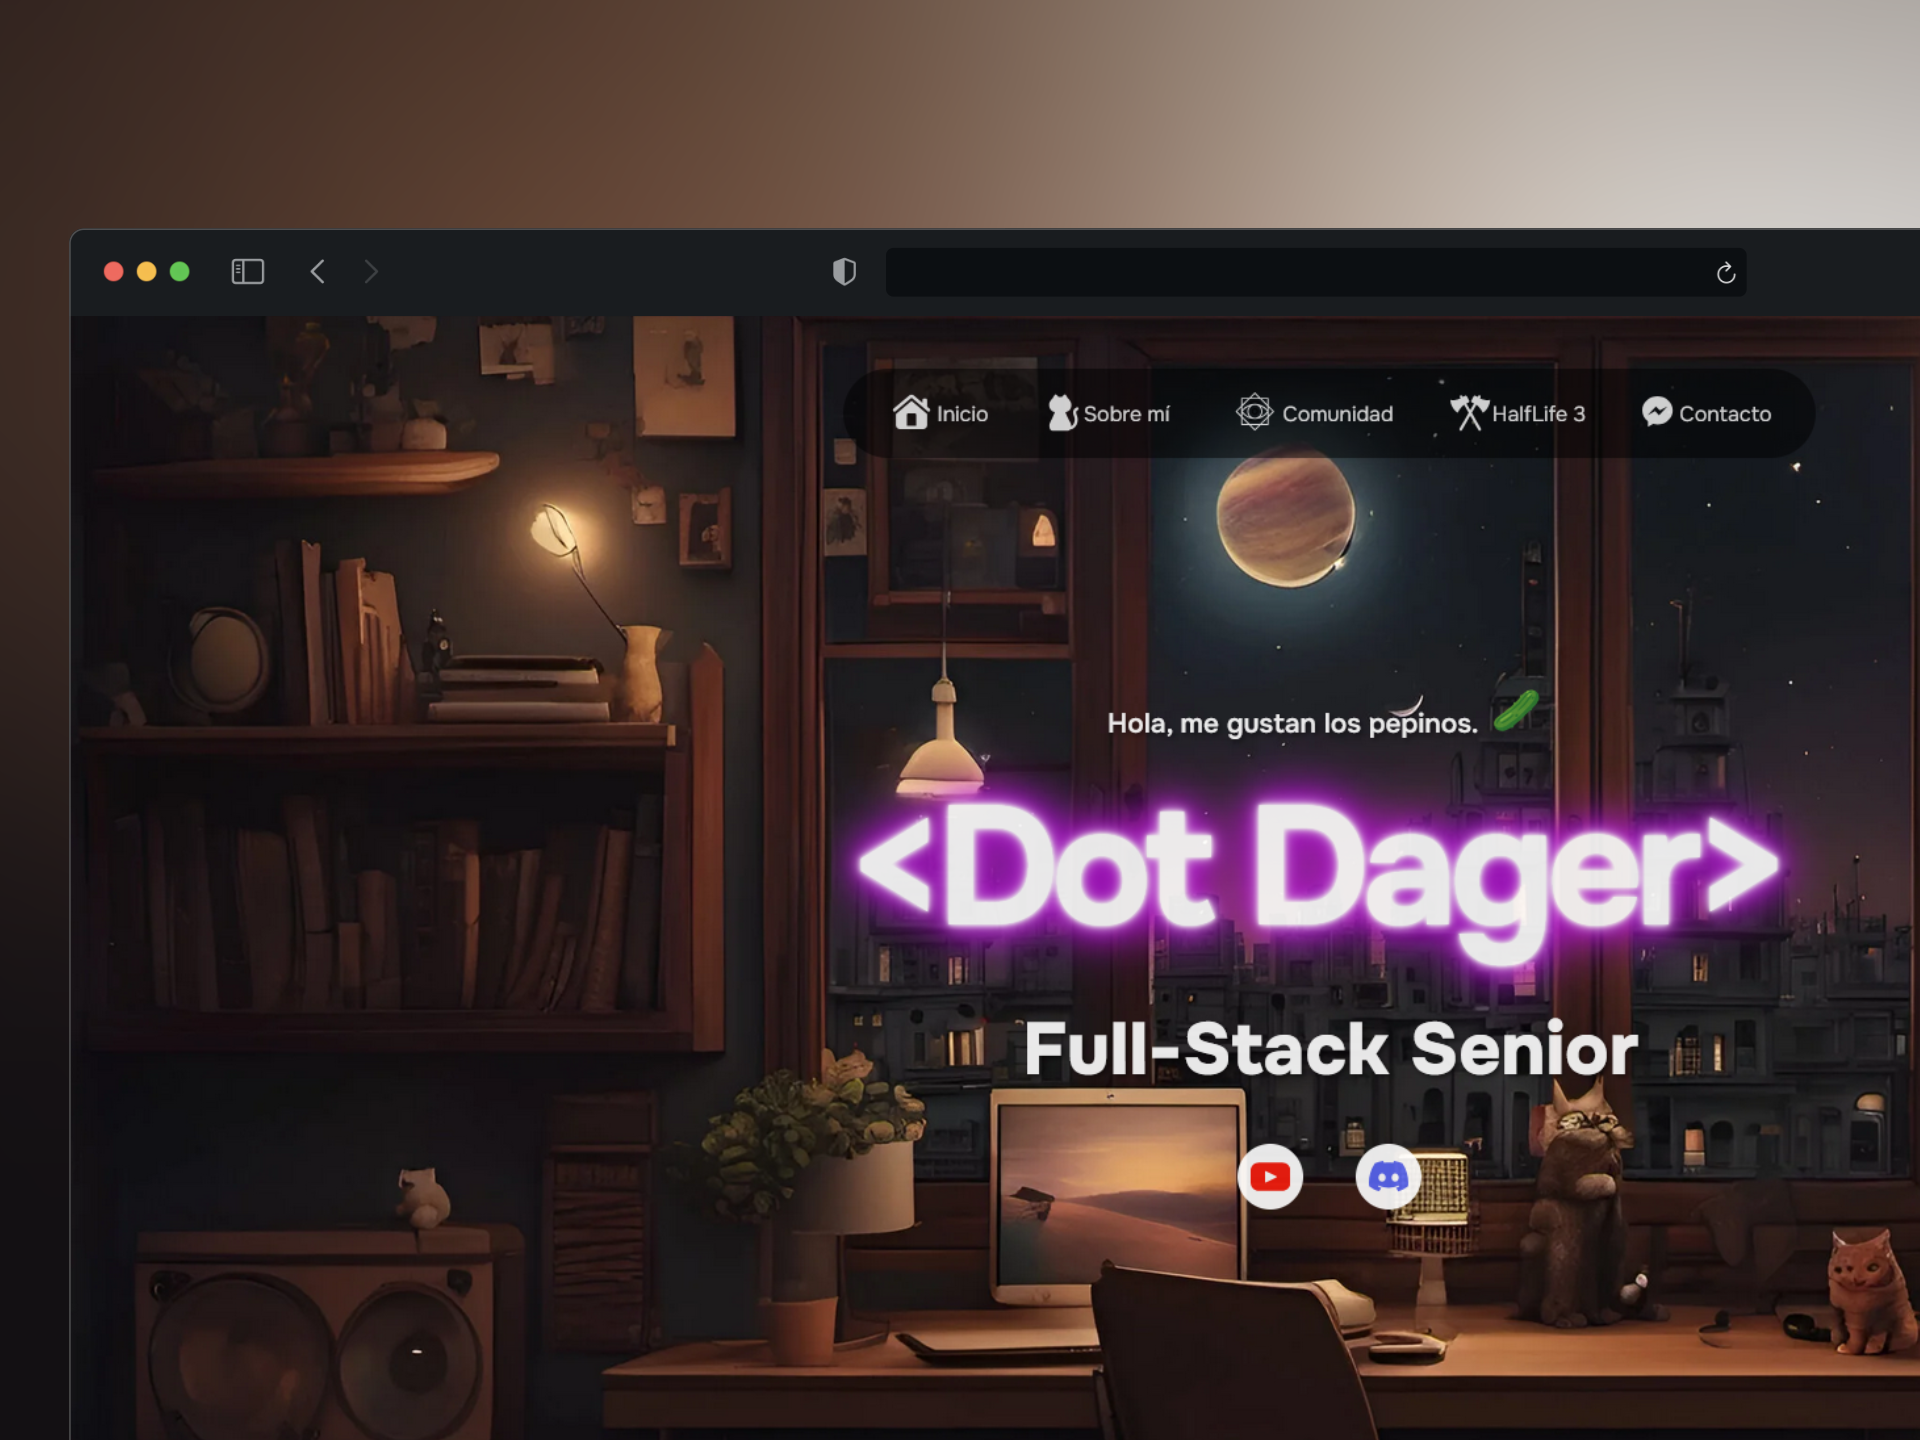 Inicio Sobre mí Comunidad HalfLife 3 Contacto
Hola, me gustan los pepinos.
<Dot Dager>
Full-Stack Senior